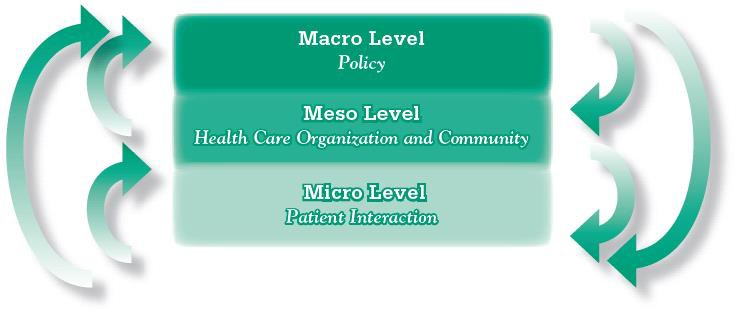 Macro Level
Policy
Meso Level
Health Care Organization and Community
Micro Level
Patient Interaction